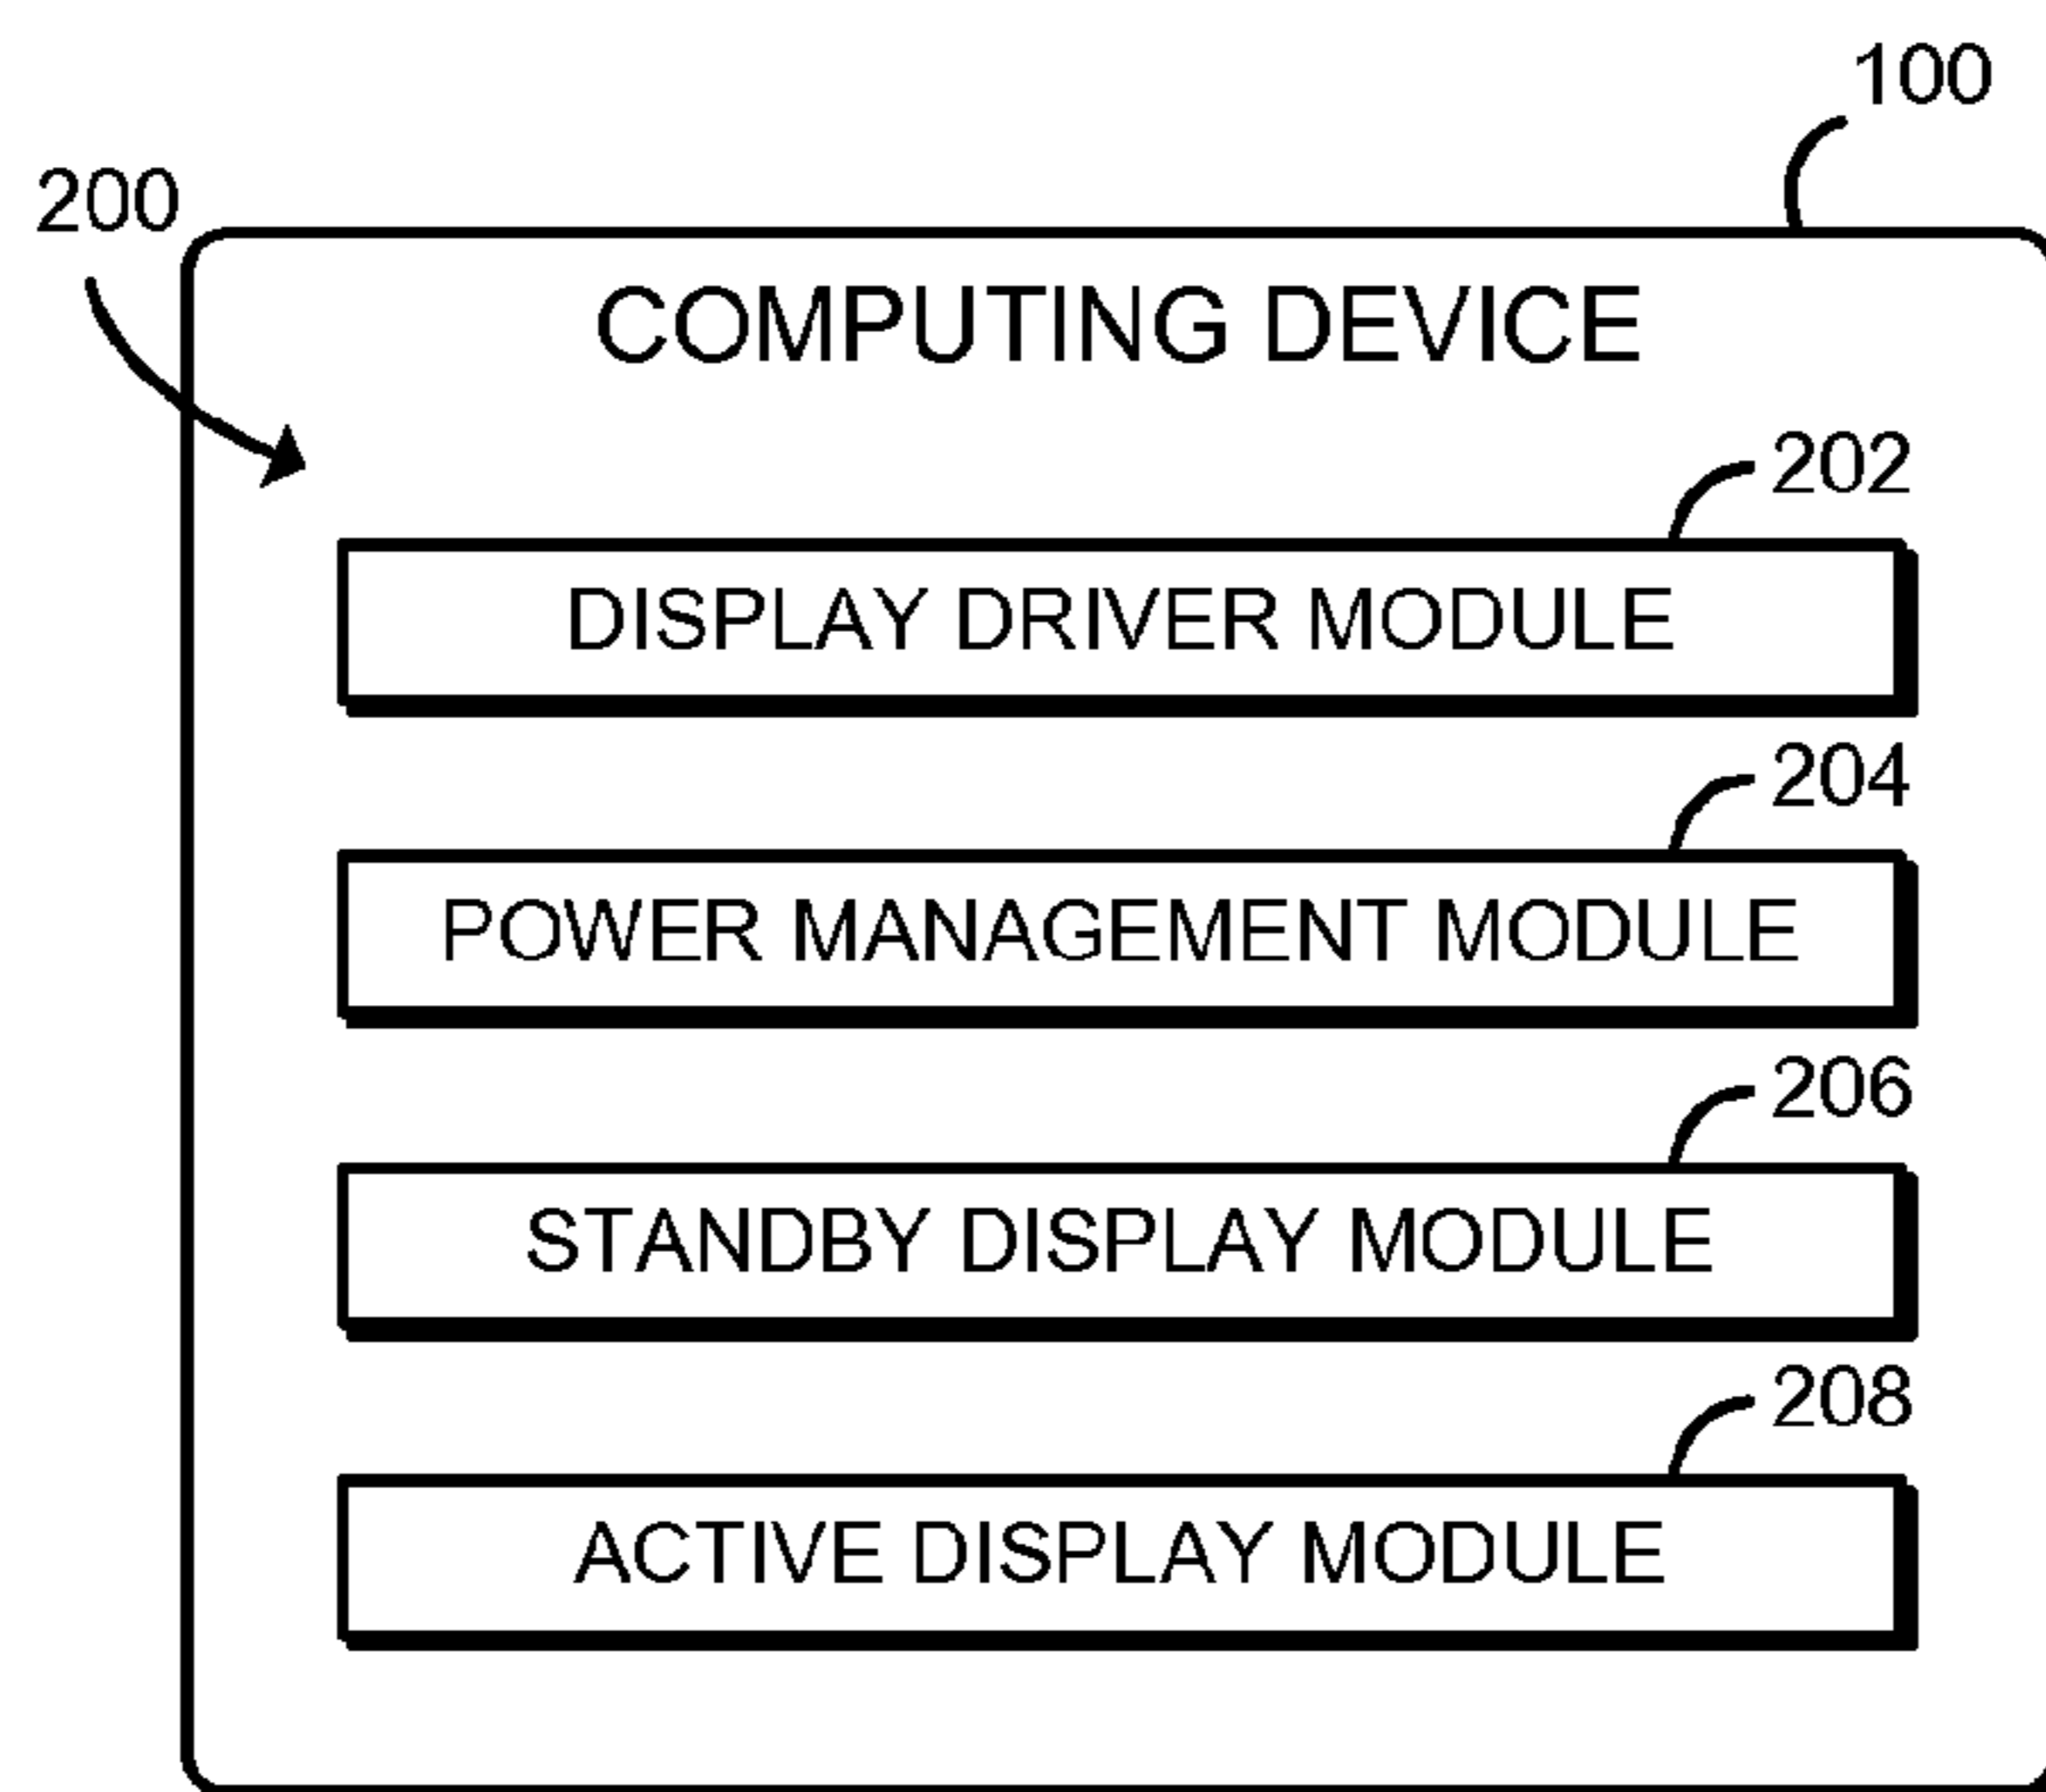 100
200
COMPUTING DEVICE
202
DISPLAY DRIVER MODULE
204
POWER MANAGEMENT MODULE
206
STANDBY DISPLAY MODULE
208
ACTIVE DISPLAY MODULE